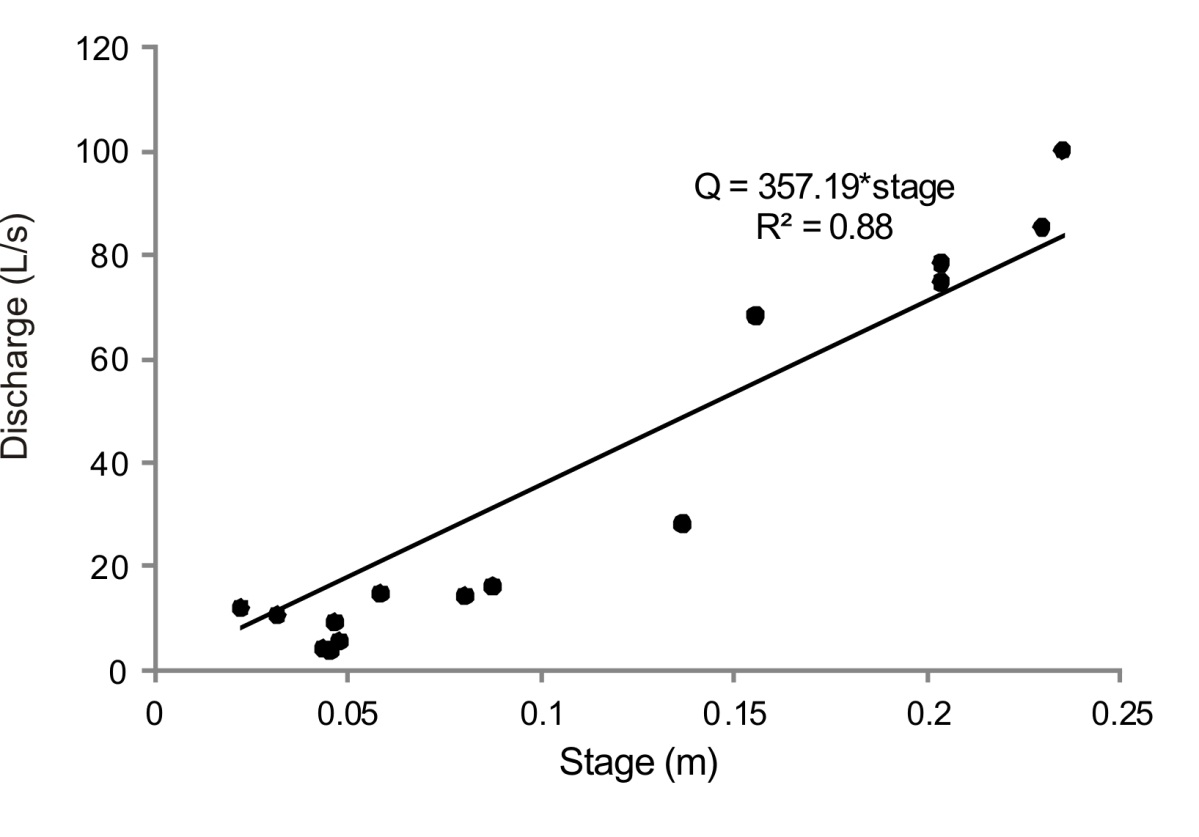 120
100
80
60
40
20
0
Discharge (L/s)
Q = 357.19*stage
R² = 0.88
0 0.05 0.1 0.15 0.2 0.25
Stage (m)